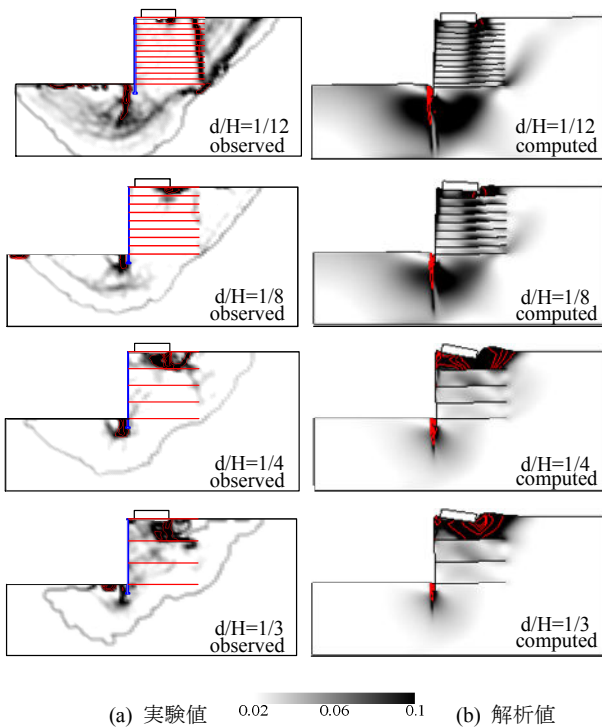 d/H=1/12
observed
d/H=1/12
computed
d/H=1/8
observed
d/H=1/8
computed
d/H=1/4
observed
d/H=1/4
computed
d/H=1/3
observed
d/H=1/3
computed
(a) 実験値
0.02 0.06 0.1
(b) 解析値